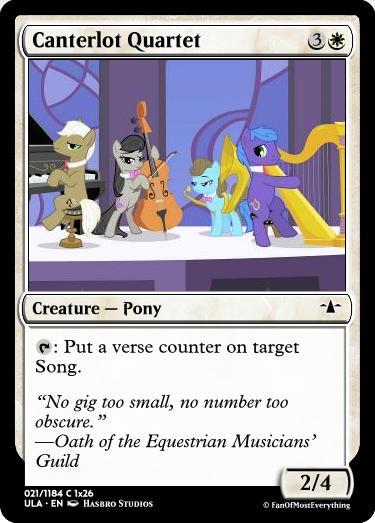 Canterlot Quartet 3
Creature — Pony
: Put a verse counter on target
Song.
“No gig too small, no number too
obscure.”
—Oath of the Equestrian Musicians’
Guild
2/4
021/1184 C 1x26
ULA • EN Hasbro Studios
© FanOfMostEverything